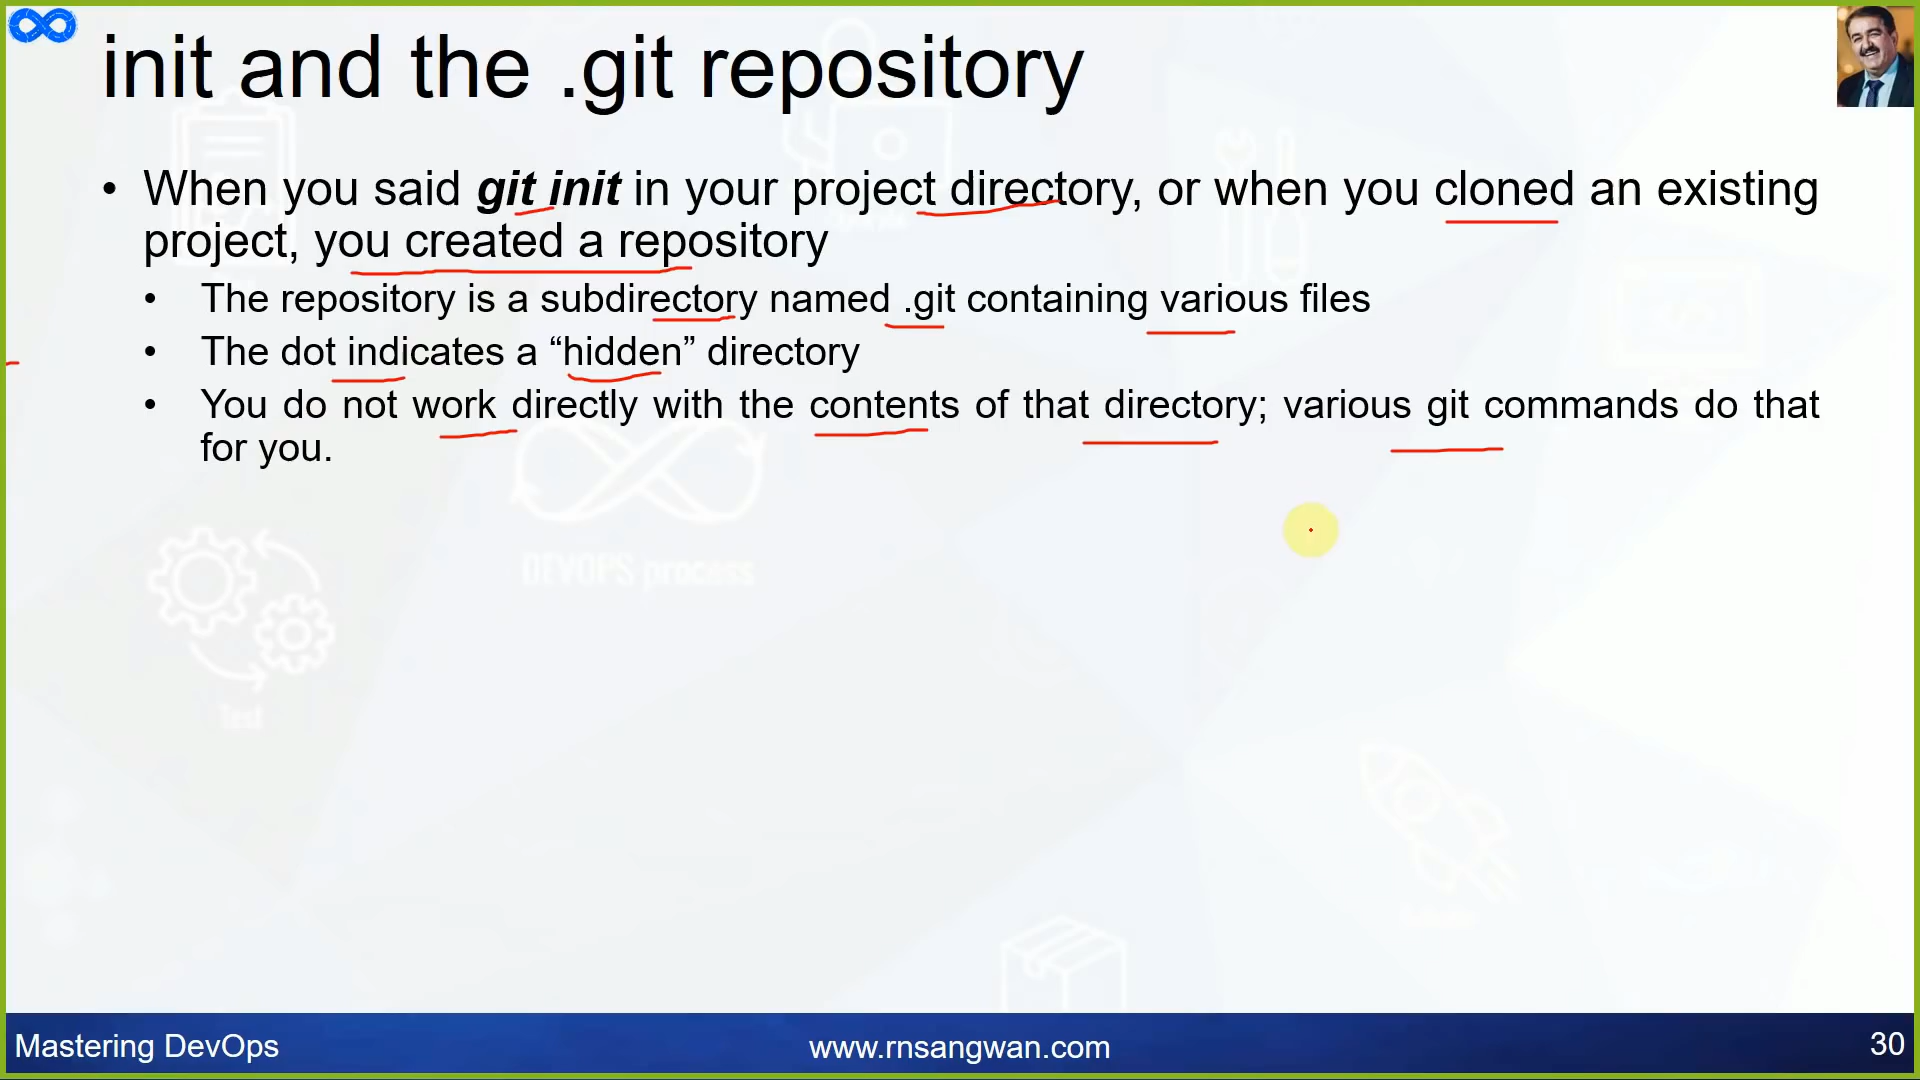 init and the .git repository
• When you said git init in your project directory, or when you cloned an existing
project, you created a repository
• The repository is a subdirectory named .git containing various files
• The dot indicates a “hidden” directory
• You do not work directly with the contents of that directory; various git commands do that
for you.
DEVOPS process
Test
Mastering DevOps
www.rnsangwan.com
30